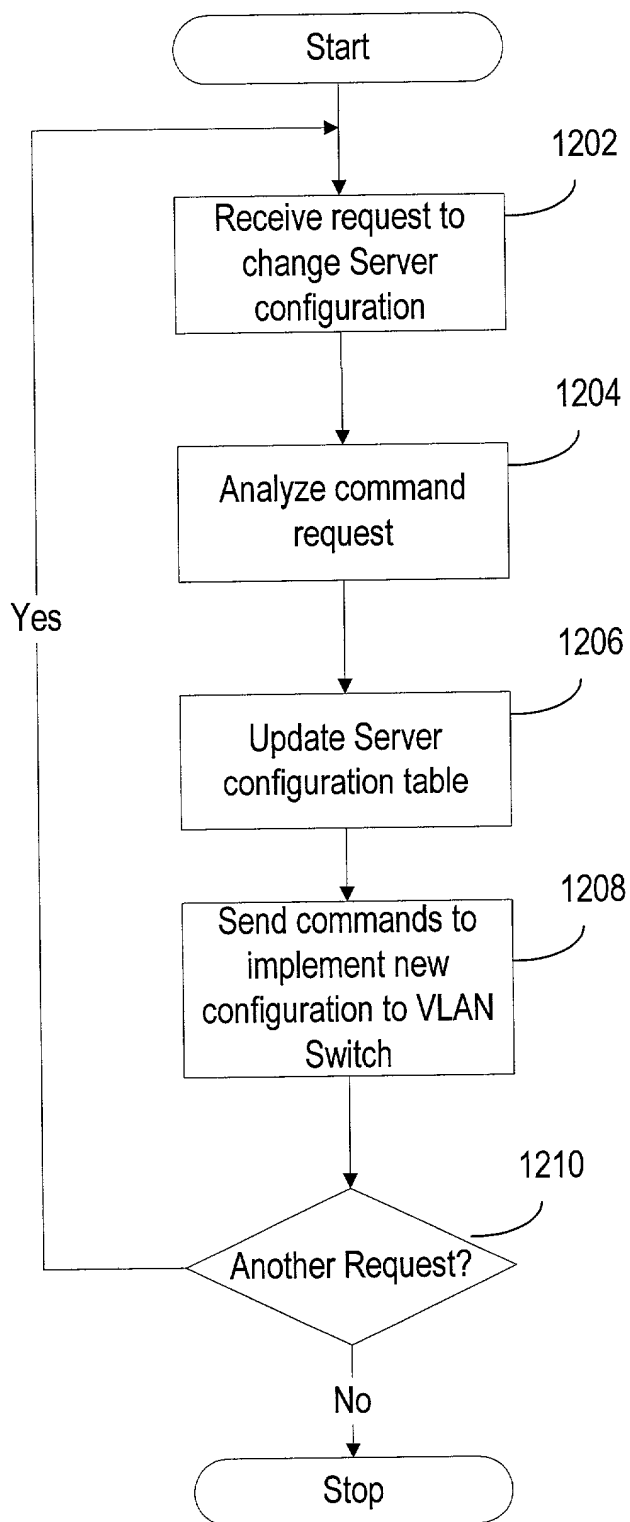 Start
1202
Receive request to
change Server
configuration
1204
Analyze command
request
Yes
1206
Update Server
configuration table
1208
Send commands to
implement new
configuration to VLAN
Switch
1210
Another Request?
No
Stop